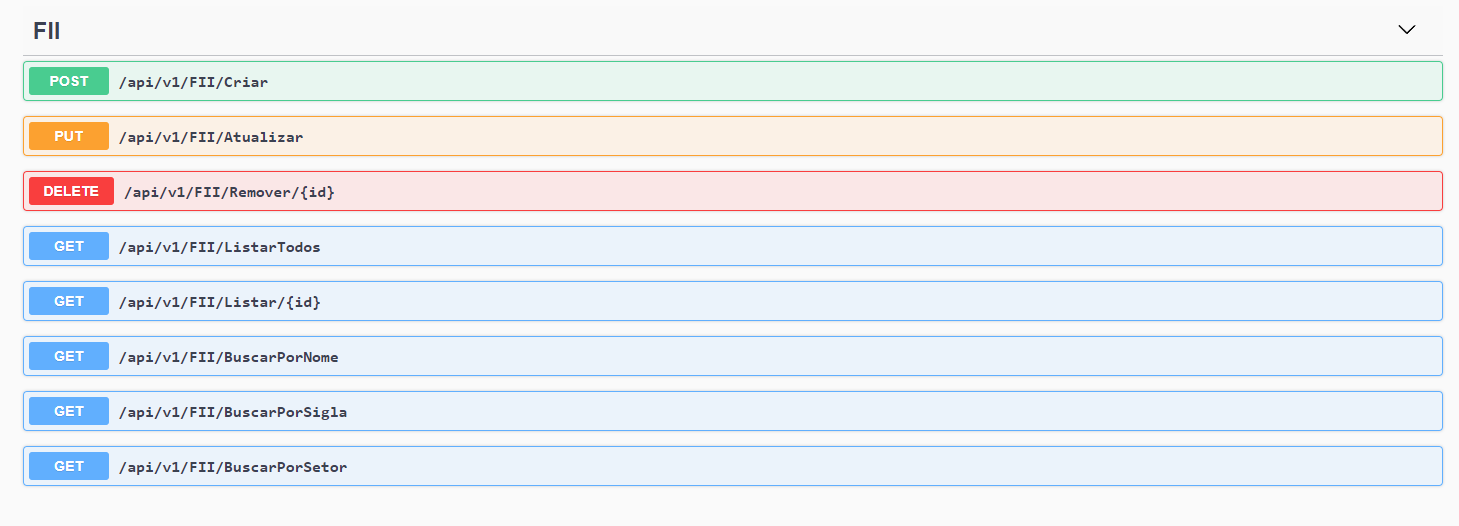 FII
POST /api/v1/FII/Criar
PUT /api/v1/FII/Atualizar
DELETE /api/v1/FII/Remover/{id}
GET /api/v1/FII/ListarTodos
GET /api/v1/FII/Listar/{id}
GET /api/v1/FII/BuscarPorNome
GET /api/v1/FII/BuscarPorSigla
GET /api/v1/FII/BuscarPorSetor